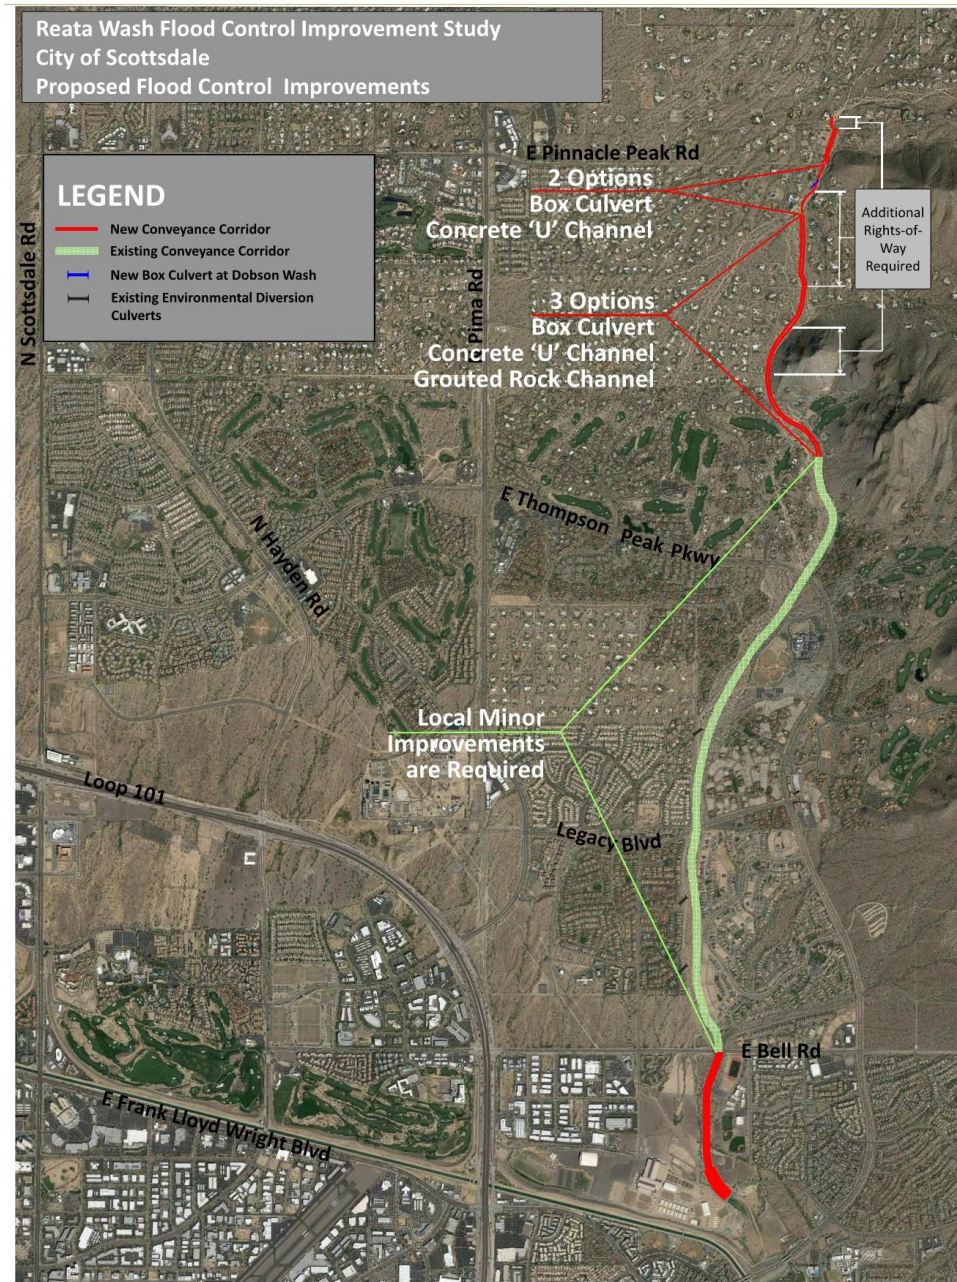 Reata Wash Flood Control Improvement Study
City of Scottsdale
Proposed Flood Control Improvements
LEGEND
New Conveyance Corridor
Existing Conveyance Corridor
New Box Culvert at Dobson Wash
Existing Environmental Diversion
Culverts
N Scottsdale Rd
Pima Rd
E Pinnacle Peak Rd
2 Options
Box Culvert
Concrete ‘U’ Channel
Additional
Rights-of-
Way
Required
3 Options
Box Culvert
Concrete ‘U’ Channel
Grouted Rock Channel
E Thompson Peak Pkwy
N Hayden Rd
Local Minor
Improvements
are Required
Loop 101
Legacy Blvd
E Bell Rd
E Frank Lloyd Wright Blvd